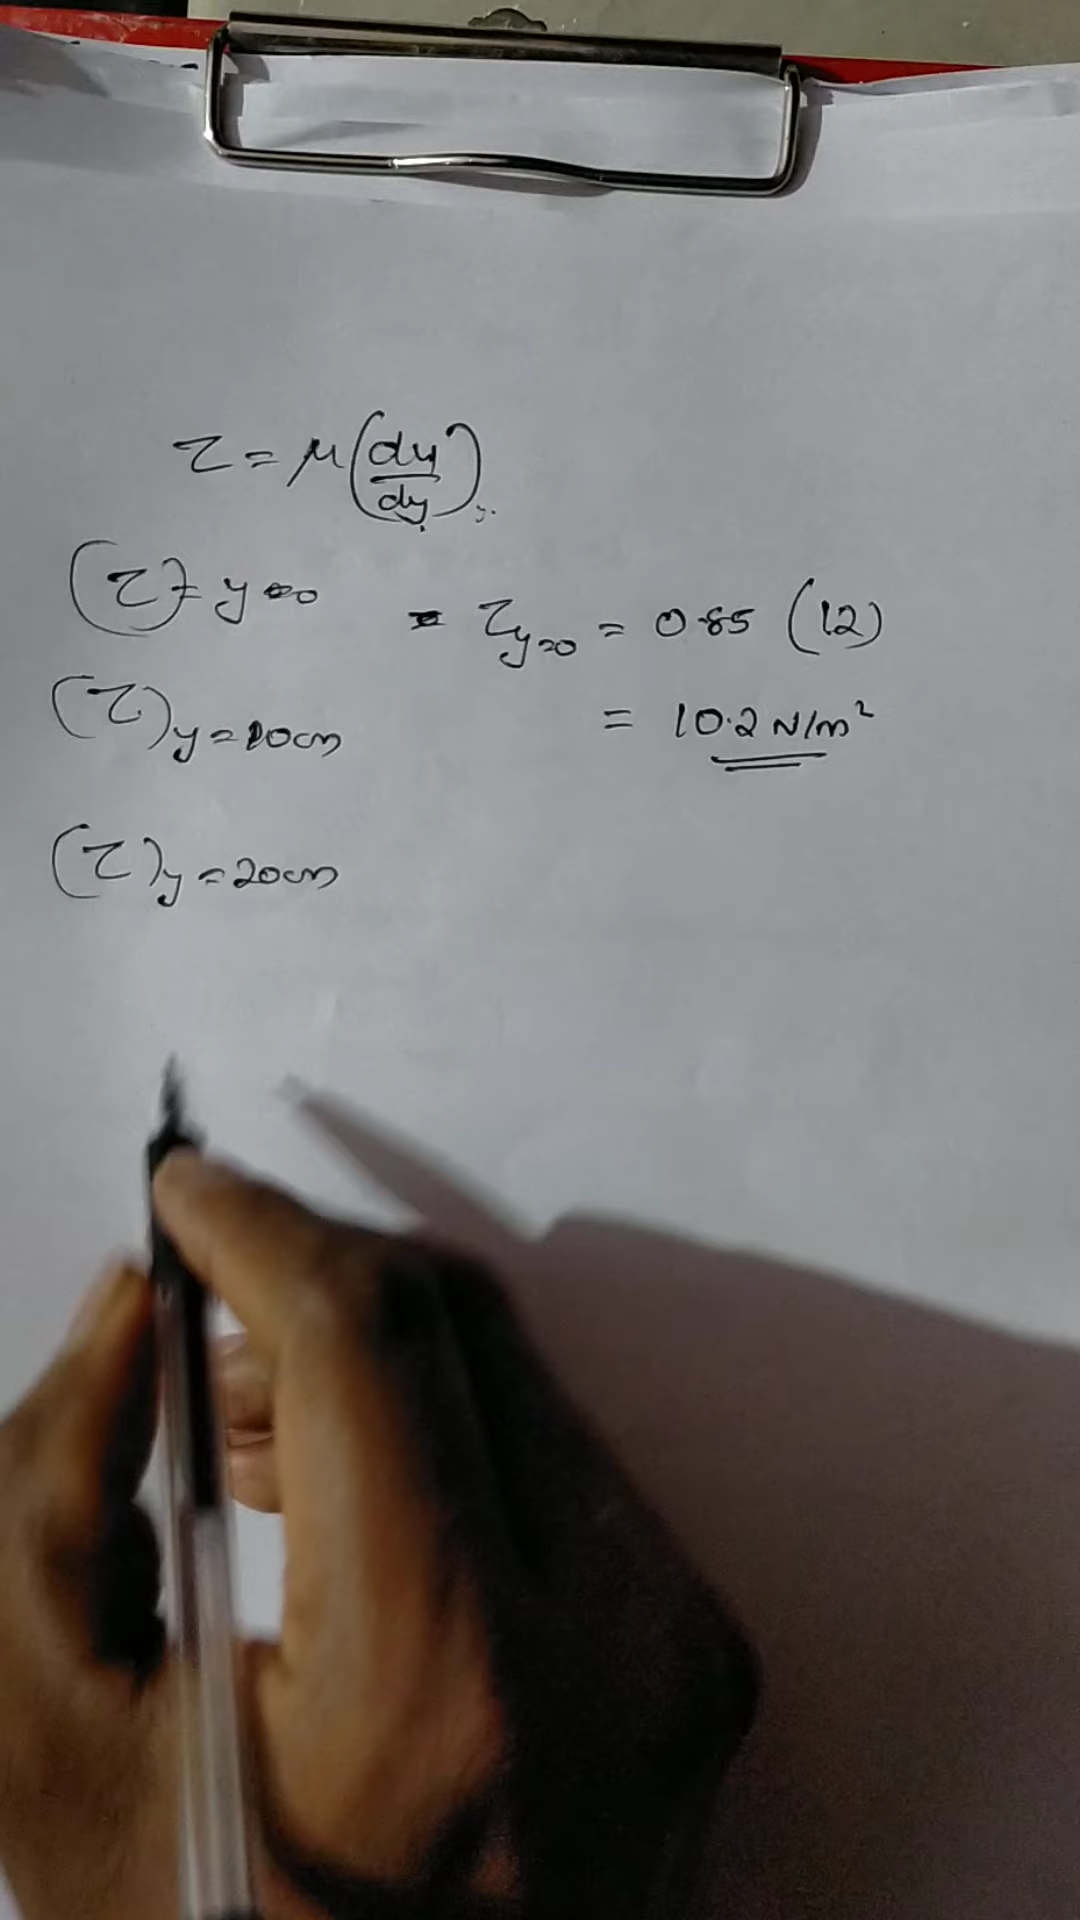 τ = μ(du/dy)y.
(τ)= y=0 = τy=0 = 0.85 (12)
(τ)y=10cm = 10.2 N/m²
(τ)y=20cm